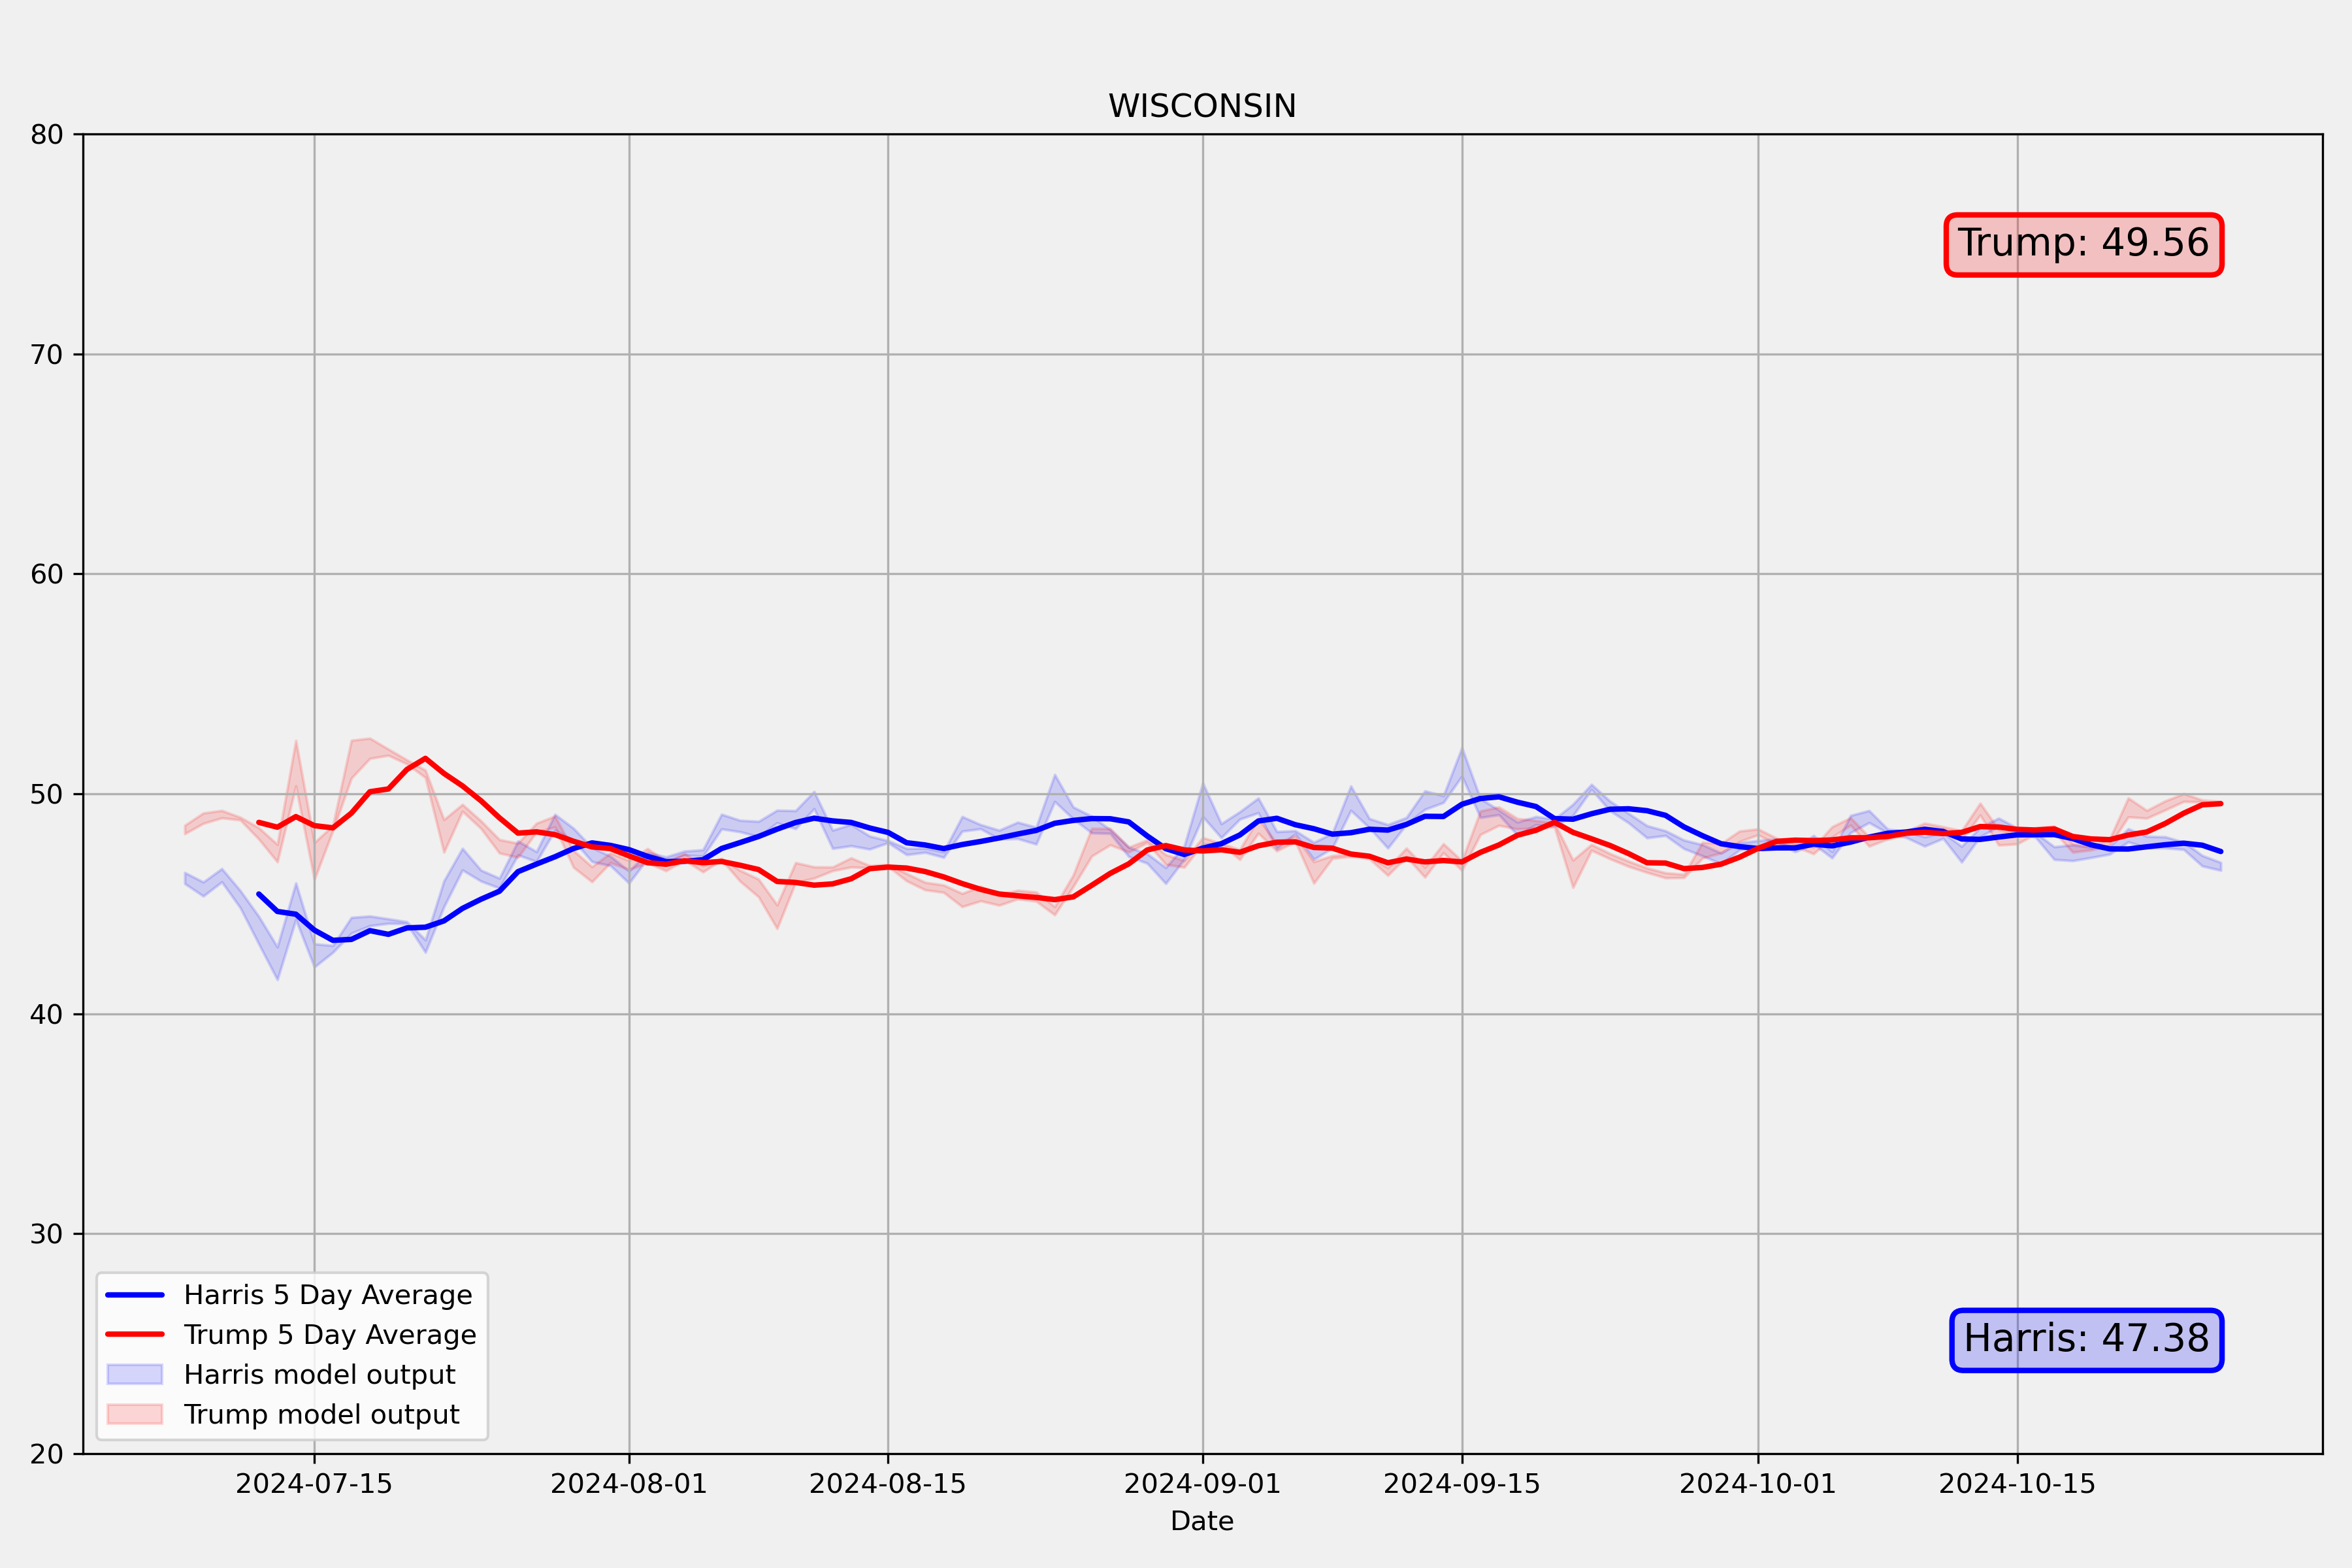 WISCONSIN
80
70
60
50
40
30
20
Trump: 49.56
Harris: 47.38
Harris 5 Day Average
Trump 5 Day Average
Harris model output
Trump model output
2024-07-15 2024-08-01 2024-08-15 2024-09-01 2024-09-15 2024-10-01 2024-10-15
Date